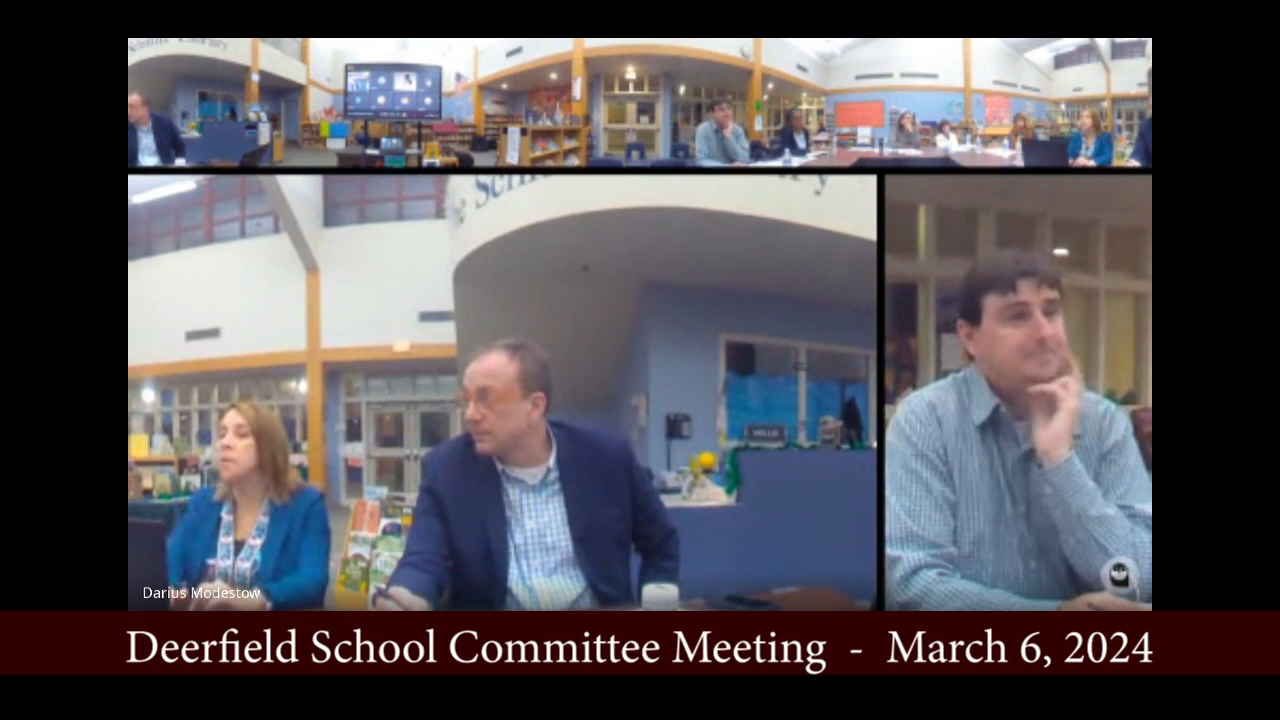 HELLO
Darius Modestow
Deerfield School Committee Meeting - March 6, 2024